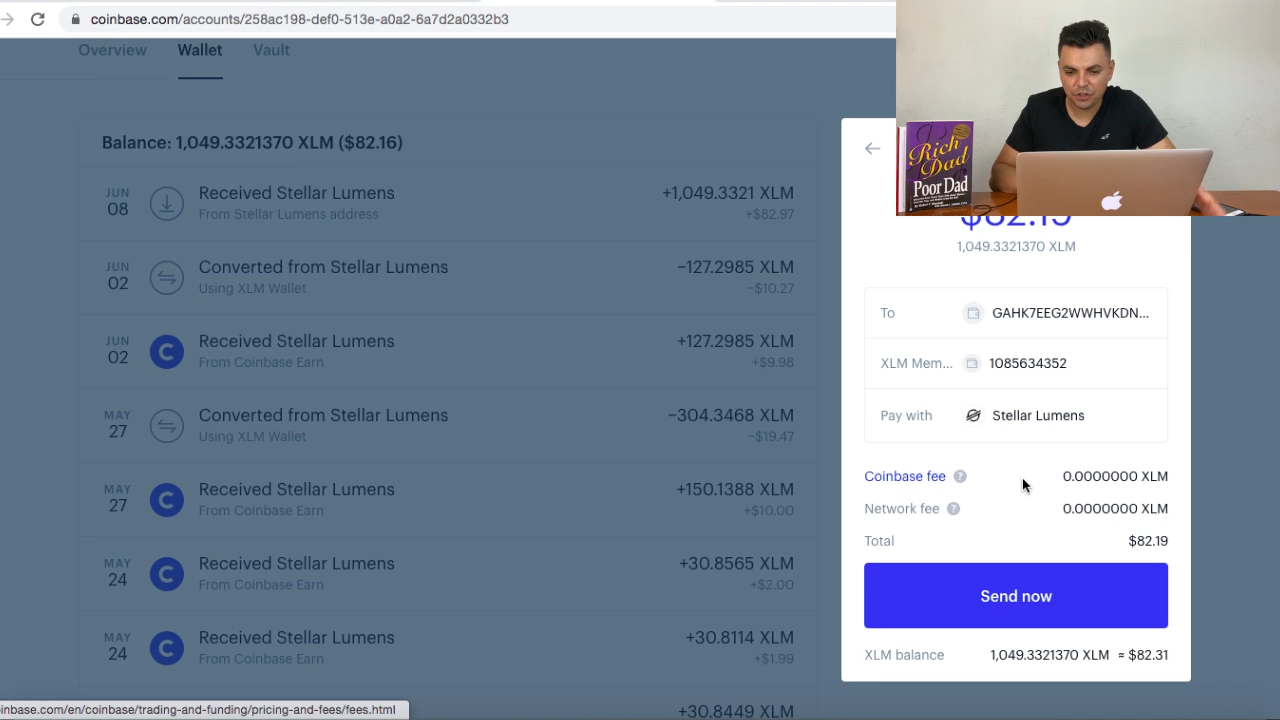 coinbase.com/accounts/258ac198-def0-513e-a0a2-6a7d2a0332b3
Overview Wallet Vault
Balance: 1,049.3321370 XLM ($82.16)
JUN 08
Received Stellar Lumens +1,049.3321 XLM
From Stellar Lumens address +$82.97
JUN 02
Converted from Stellar Lumens −127.2985 XLM
Using XLM Wallet −$10.27
JUN 02
Received Stellar Lumens +127.2985 XLM
From Coinbase Earn +$9.98
MAY 27
Converted from Stellar Lumens −304.3468 XLM
Using XLM Wallet −$19.47
MAY 27
Received Stellar Lumens +150.1388 XLM
From Coinbase Earn +$10.00
MAY 24
Received Stellar Lumens +30.8565 XLM
From Coinbase Earn +$2.00
MAY 24
Received Stellar Lumens +30.8114 XLM
From Coinbase Earn +$1.99
+30.8449 XLM
inbase.com/en/coinbase/trading-and-funding/pricing-and-fees/fees.html
Rich
Dad
Poor Dad
$82.19
1,049.3321370 XLM
To GAHK7EEG2WWHVKDN...
XLM Mem... 1085634352
Pay with Stellar Lumens
Coinbase fee ? 0.0000000 XLM
Network fee ? 0.0000000 XLM
Total $82.19
Send now
XLM balance 1,049.3321370 XLM ≈ $82.31